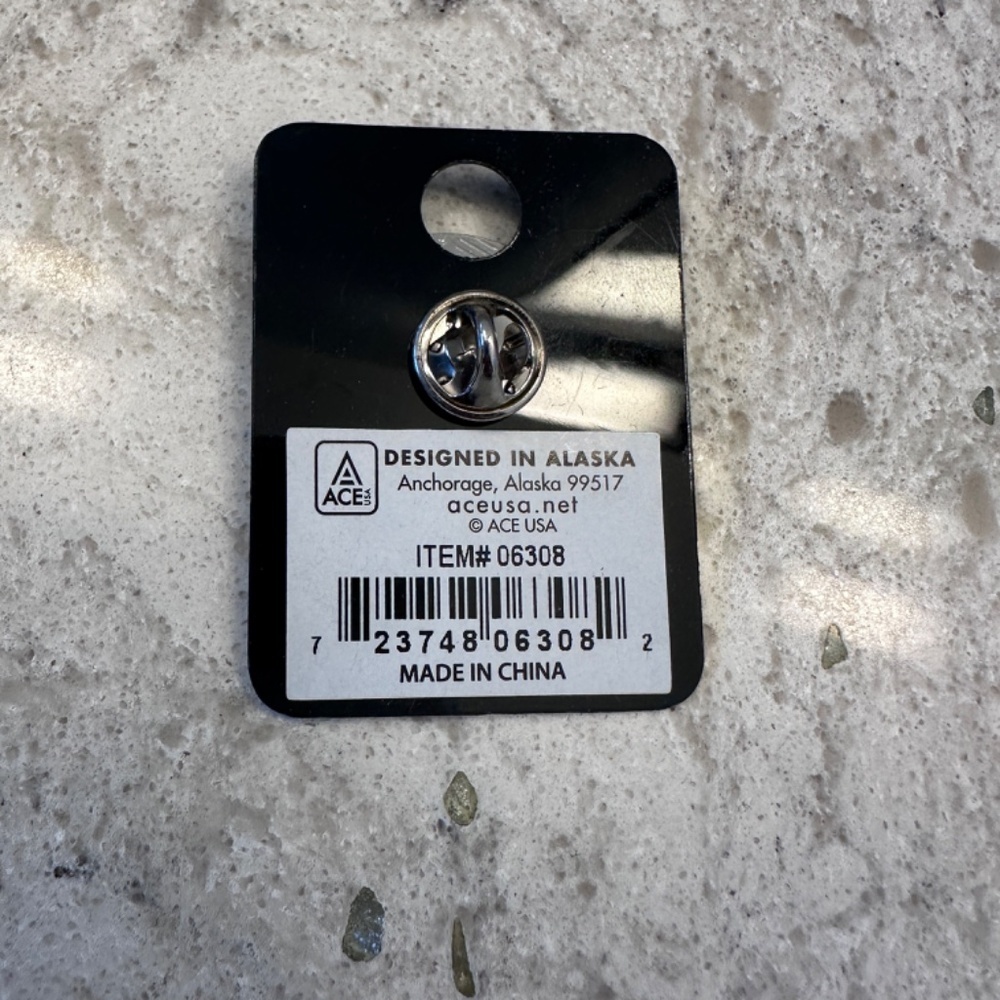 ACE USA
DESIGNED IN ALASKA
Anchorage, Alaska 99517
aceusa.net
© ACE USA
ITEM# 06308
7 23748 06308 2
MADE IN CHINA